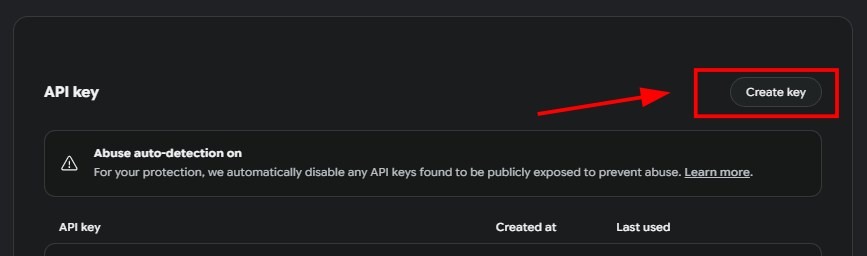 API key
Create key
Abuse auto-detection on
For your protection, we automatically disable any API keys found to be publicly exposed to prevent abuse. Learn more.
API key Created at Last used